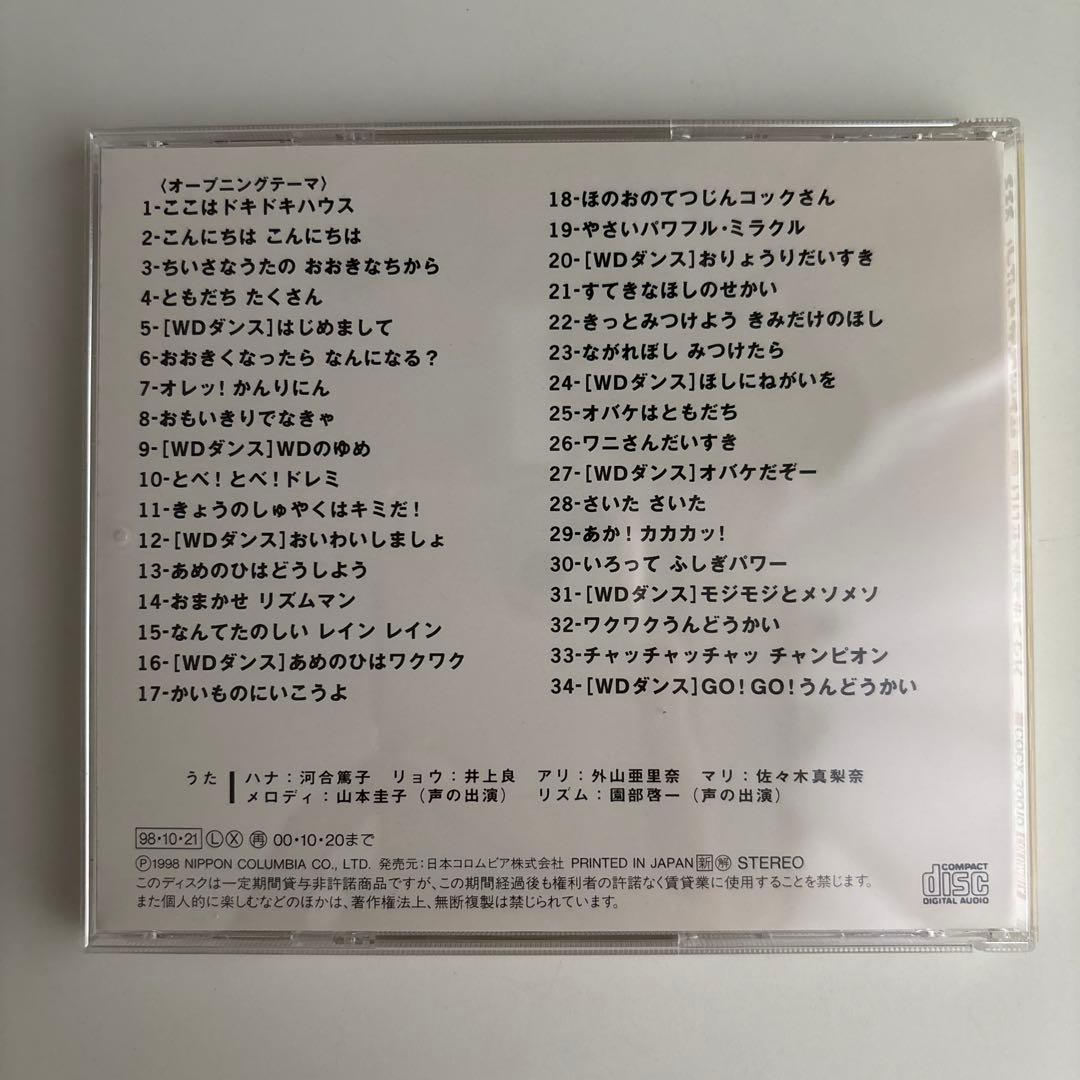 〈オープニングテーマ〉
1-ここはドキドキハウス
2-こんにちは こんにちは
3-ちいさなうたの おおきなちから
4-ともだち たくさん
5-[WDダンス]はじめまして
6-おおきくなったら なんになる?
7-オレッ! かんりにん
8-おもいきりでなきゃ
9-[WDダンス]WDのゆめ
10-とべ! とべ! ドレミ
11-きょうのしゅやくはキミだ!
12-[WDダンス]おいわいしましょ
13-あめのひはどうしよう
14-おまかせ リズムマン
15-なんてたのしい レイン レイン
16-[WDダンス]あめのひはワクワク
17-かいものにいこうよ
18-ほのおのてつじんコックさん
19-やさいパワフル・ミラクル
20-[WDダンス]おりょうりだいすき
21-すてきなほしのせかい
22-きっとみつけよう きみだけのほし
23-ながれぼし みつけたら
24-[WDダンス]ほしにねがいを
25-オバケはともだち
26-ワニさんだいすき
27-[WDダンス]オバケだぞー
28-さいた さいた
29-あか! カカカッ!
30-いろって ふしぎパワー
31-[WDダンス]モジモジとメソメソ
32-ワクワクうんどうかい
33-チャッチャッチャッ チャンピオン
34-[WDダンス]GO! GO! うんどうかい
うた ハナ:河合篤子 リョウ:井上良 アリ:外山亜里奈 マリ:佐々木真梨奈
メロディ:山本圭子(声の出演) リズム:園部啓一(声の出演)
98・10・21 Ⓛ Ⓧ ㊢再 00・10・20まで
Ⓟ1998 NIPPON COLUMBIA CO., LTD. 発売元:日本コロムビア株式会社 PRINTED IN JAPAN 新 解 STEREO
このディスクは一定期間貸与非許諾商品ですが、この期間経過後も権利者の許諾なく賃貸業に使用することを禁じます。
また個人的に楽しむなどのほかは、著作権法上、無断複製は禁じられています。
COMPACT
disc
DIGITAL AUDIO